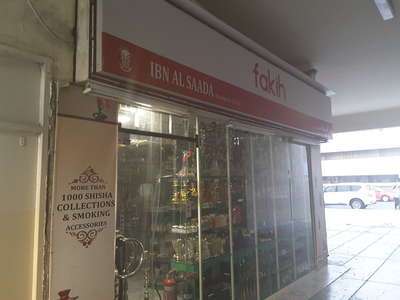 IBN AL SAADA
fakih
MORE THAN
1000 SHISHA
COLLECTIONS
& SMOKING
ACCESSORIES